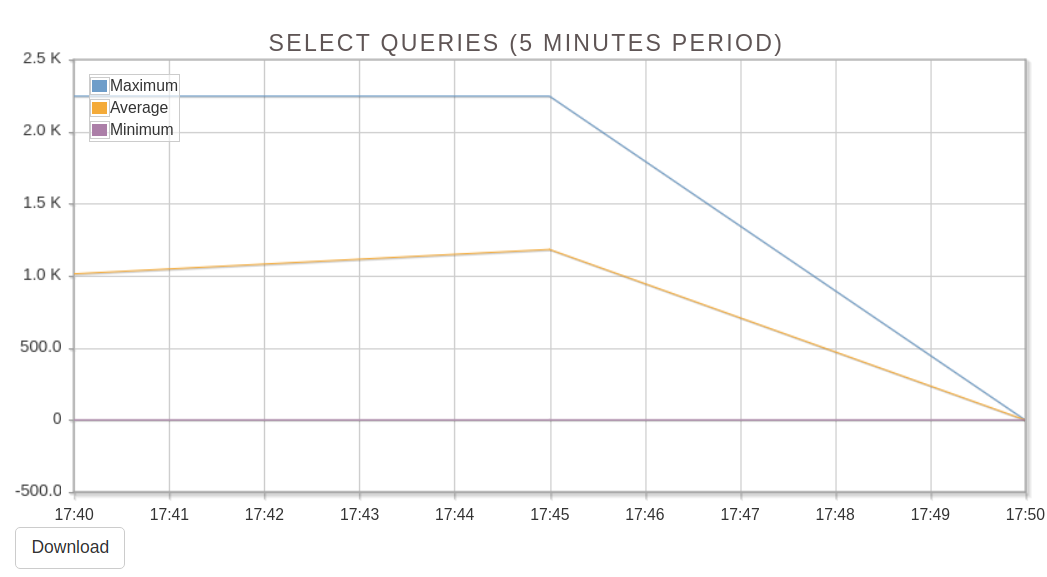 SELECT QUERIES (5 MINUTES PERIOD)
2.5 K
Maximum
Average
2.0 K
Minimum
1.5 K
1.0 K
500.0
0
-500.0
17:40 17:41 17:42 17:43 17:44 17:45 17:46 17:47 17:48 17:49 17:50
Download